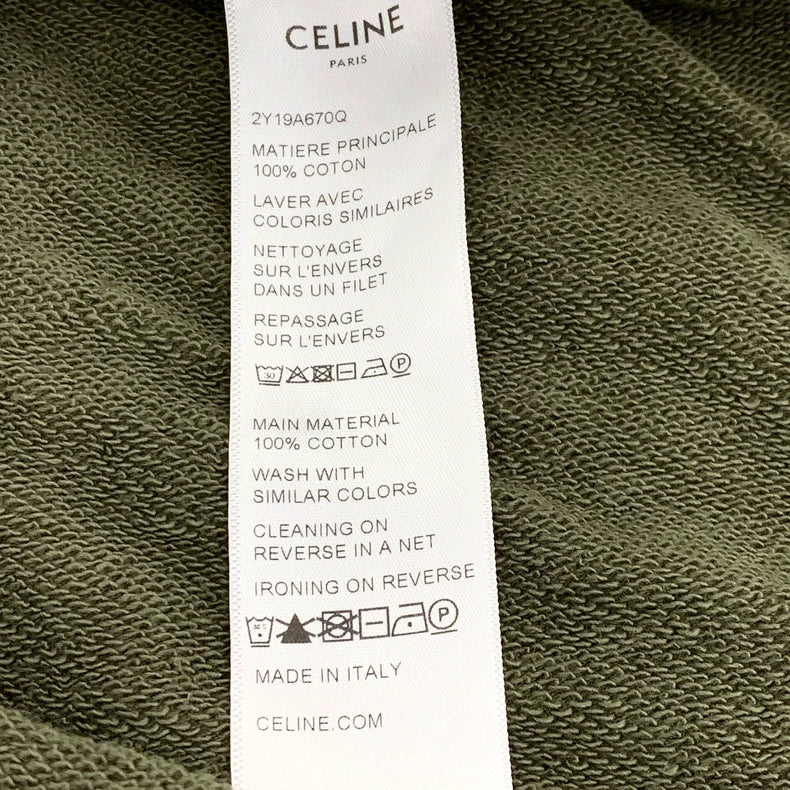 CELINE
PARIS
2Y19A670Q
MATIERE PRINCIPALE
100% COTON
LAVER AVEC
COLORIS SIMILAIRES
NETTOYAGE
SUR L'ENVERS
DANS UN FILET
REPASSAGE
SUR L'ENVERS
30 P
MAIN MATERIAL
100% COTTON
WASH WITH
SIMILAR COLORS
CLEANING ON
REVERSE IN A NET
IRONING ON REVERSE
P
MADE IN ITALY
CELINE.COM